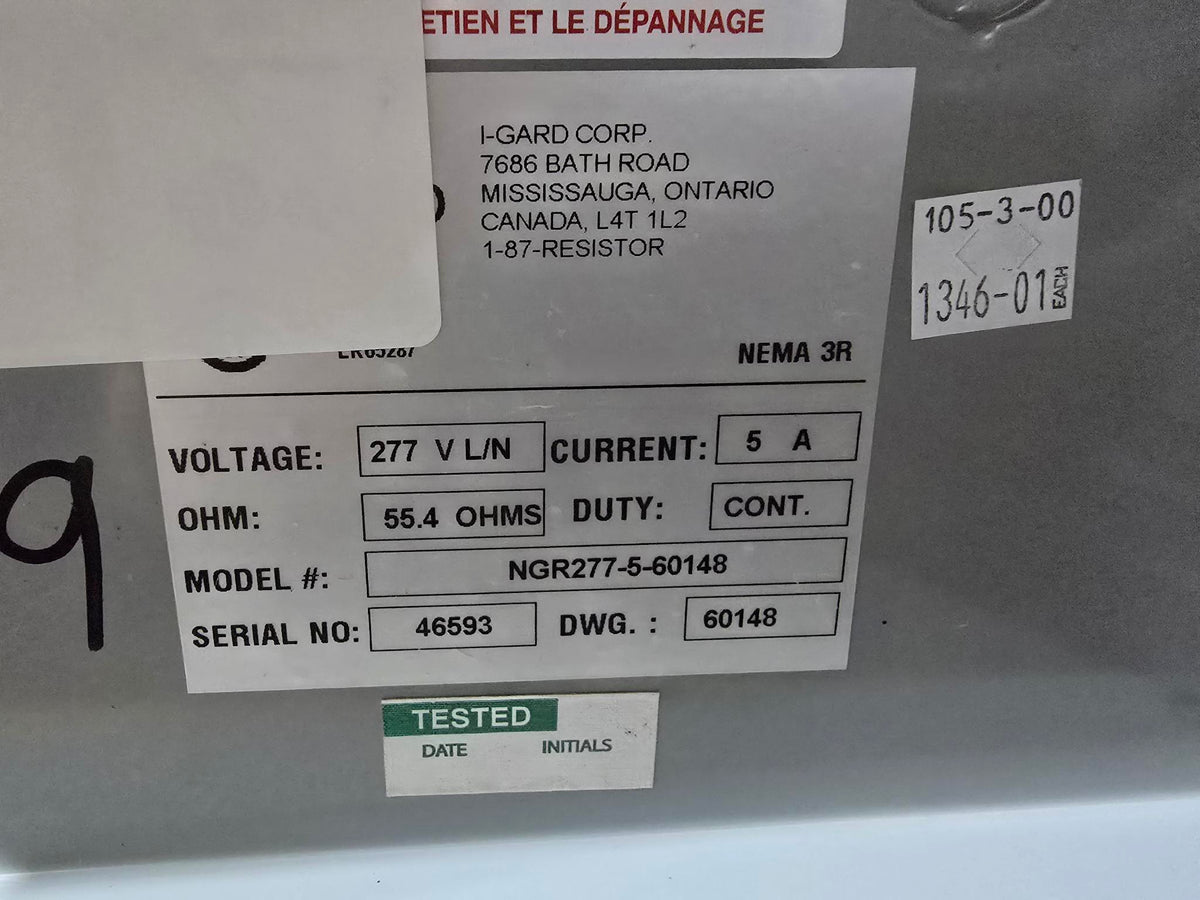 ETIEN ET LE DÉPANNAGE
I-GARD CORP.
7686 BATH ROAD
MISSISSAUGA, ONTARIO
CANADA, L4T 1L2
1-87-RESISTOR
105-3-00
1346-01 EACH
LR65287
NEMA 3R
VOLTAGE: 277 V L/N CURRENT: 5 A
OHM: 55.4 OHMS DUTY: CONT.
MODEL #: NGR277-5-60148
SERIAL NO: 46593 DWG. : 60148
9
TESTED
DATE INITIALS